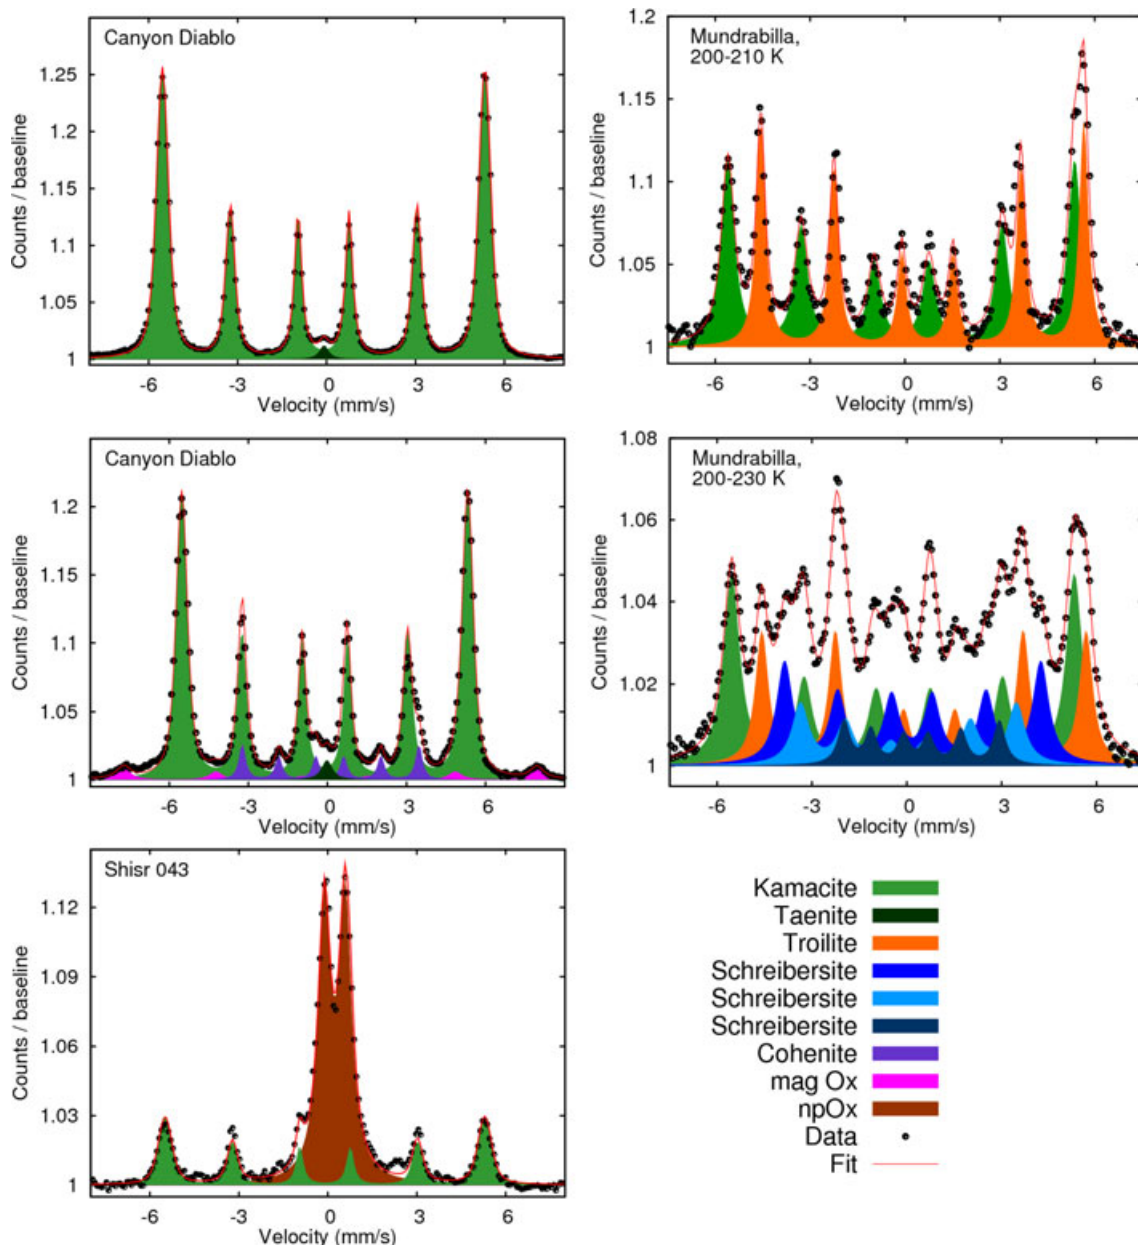 Canyon Diablo
Counts / baseline
1.25
1.2
1.15
1.1
1.05
1
-6 -3 0 3 6
Velocity (mm/s)
Mundrabilla,
200-210 K
Counts / baseline
1.2
1.15
1.1
1.05
1
-6 -3 0 3 6
Velocity (mm/s)
Canyon Diablo
Counts / baseline
1.2
1.15
1.1
1.05
1
-6 -3 0 3 6
Velocity (mm/s)
Mundrabilla,
200-230 K
Counts / baseline
1.08
1.06
1.04
1.02
1
-6 -3 0 3 6
Velocity (mm/s)
Shisr 043
Counts / baseline
1.12
1.09
1.06
1.03
1
-6 -3 0 3 6
Velocity (mm/s)
Kamacite
Taenite
Troilite
Schreibersite
Schreibersite
Schreibersite
Cohenite
mag Ox
npOx
Data
Fit